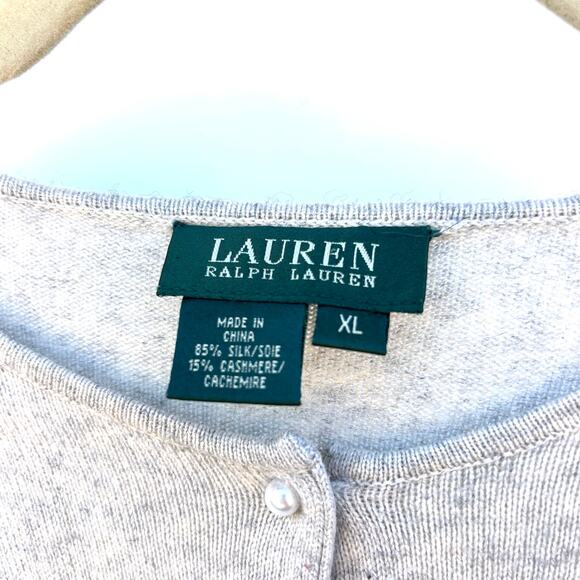 LAUREN
RALPH LAUREN
XL
MADE IN
CHINA
85% SILK/SOIE
15% CASHMERE/
CACHEMIRE